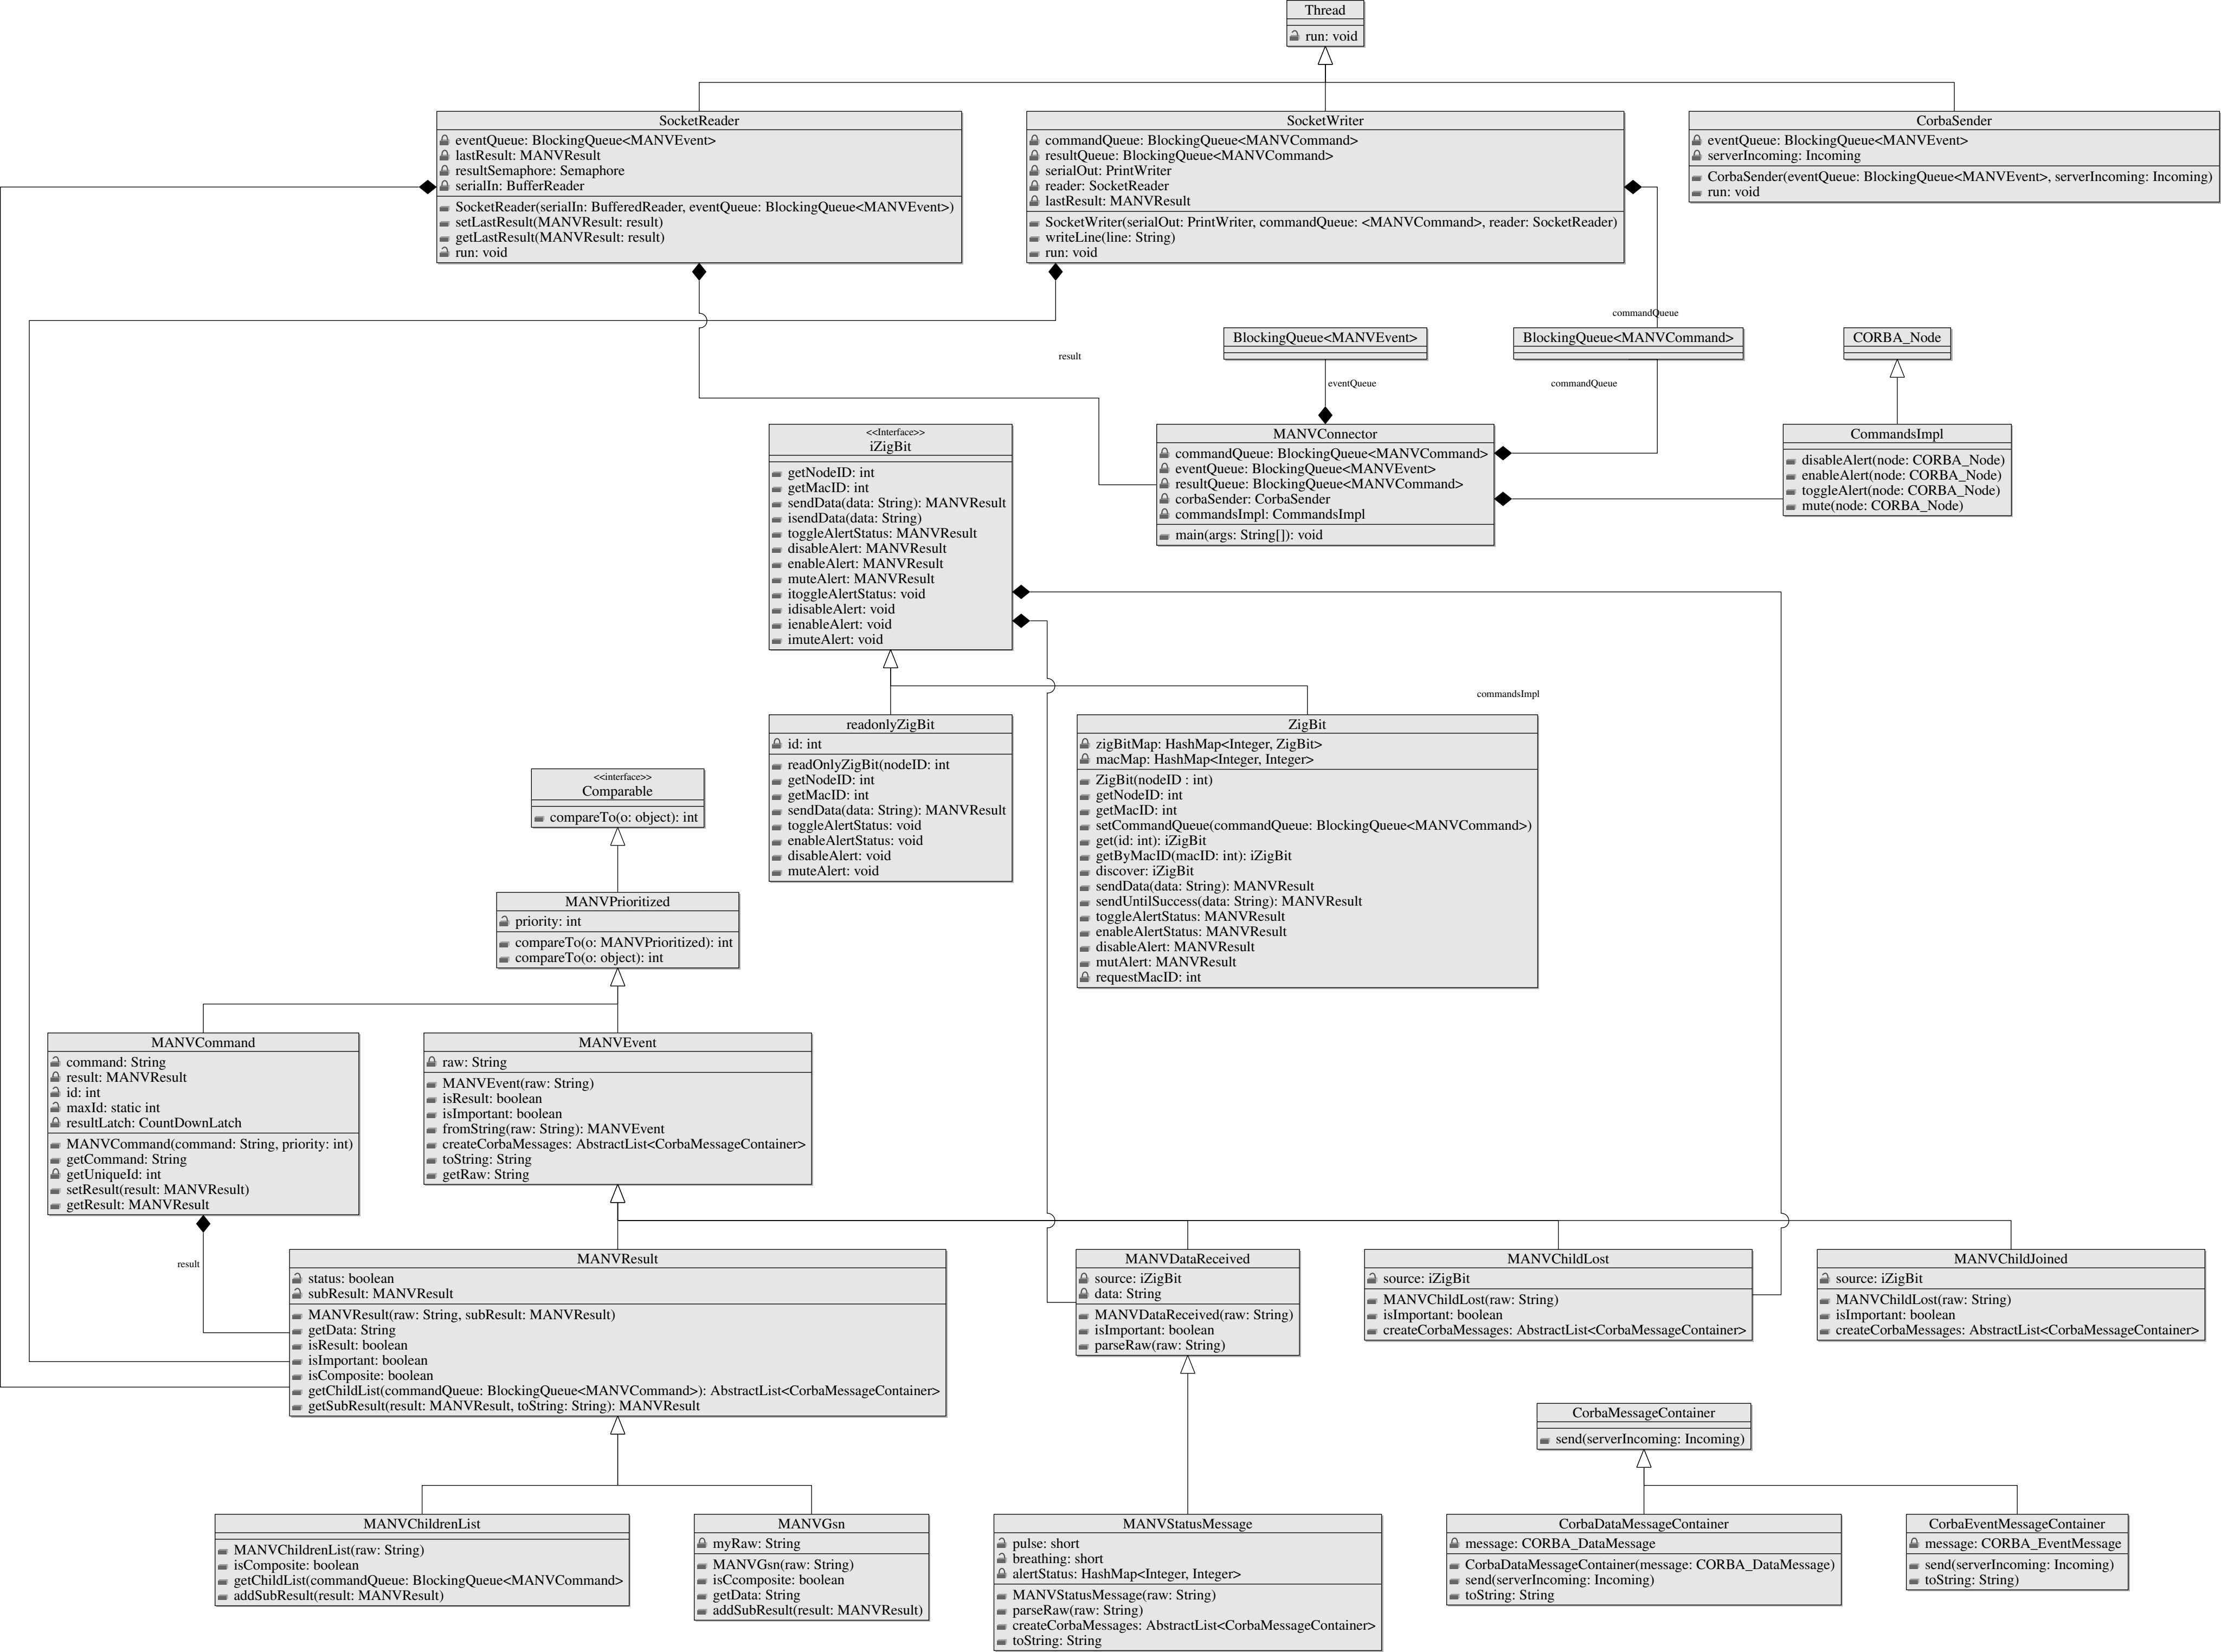 Thread
run: void
SocketReader
eventQueue: BlockingQueue<MANVEvent>
lastResult: MANVResult
resultSemaphore: Semaphore
serialIn: BufferReader
SocketReader(serialIn: BufferedReader, eventQueue: BlockingQueue<MANVEvent>)
setLastResult(MANVResult: result)
getLastResult(MANVResult: result)
run: void
SocketWriter
commandQueue: BlockingQueue<MANVCommand>
resultQueue: BlockingQueue<MANVCommand>
serialOut: PrintWriter
reader: SocketReader
lastResult: MANVResult
SocketWriter(serialOut: PrintWriter, commandQueue: <MANVCommand>, reader: SocketReader)
writeLine(line: String)
run: void
CorbaSender
eventQueue: BlockingQueue<MANVEvent>
serverIncoming: Incoming
CorbaSender(eventQueue: BlockingQueue<MANVEvent>, serverIncoming: Incoming)
run: void
commandQueue
BlockingQueue<MANVEvent>
BlockingQueue<MANVCommand>
CORBA_Node
result
eventQueue
commandQueue
<<Interface>>
iZigBit
getNodeID: int
getMacID: int
sendData(data: String): MANVResult
isendData(data: String)
toggleAlertStatus: MANVResult
disableAlert: MANVResult
enableAlert: MANVResult
muteAlert: MANVResult
itoggleAlertStatus: void
idisableAlert: void
ienableAlert: void
imuteAlert: void
MANVConnector
commandQueue: BlockingQueue<MANVCommand>
eventQueue: BlockingQueue<MANVEvent>
resultQueue: BlockingQueue<MANVCommand>
corbaSender: CorbaSender
commandsImpl: CommandsImpl
main(args: String[]): void
CommandsImpl
disableAlert(node: CORBA_Node)
enableAlert(node: CORBA_Node)
toggleAlert(node: CORBA_Node)
mute(node: CORBA_Node)
commandsImpl
readonlyZigBit
id: int
readOnlyZigBit(nodeID: int
getNodeID: int
getMacID: int
sendData(data: String): MANVResult
toggleAlertStatus: void
enableAlertStatus: void
disableAlert: void
muteAlert: void
ZigBit
zigBitMap: HashMap<Integer, ZigBit>
macMap: HashMap<Integer, Integer>
ZigBit(nodeID : int)
getNodeID: int
getMacID: int
setCommandQueue(commandQueue: BlockingQueue<MANVCommand>)
get(id: int): iZigBit
getByMacID(macID: int): iZigBit
discover: iZigBit
sendData(data: String): MANVResult
sendUntilSuccess(data: String): MANVResult
toggleAlertStatus: MANVResult
enableAlertStatus: MANVResult
disableAlert: MANVResult
mutAlert: MANVResult
requestMacID: int
<<interface>>
Comparable
compareTo(o: object): int
MANVPrioritized
priority: int
compareTo(o: MANVPrioritized): int
compareTo(o: object): int
MANVCommand
command: String
result: MANVResult
id: int
maxId: static int
resultLatch: CountDownLatch
MANVCommand(command: String, priority: int)
getCommand: String
getUniqueId: int
setResult(result: MANVResult)
getResult: MANVResult
MANVEvent
raw: String
MANVEvent(raw: String)
isResult: boolean
isImportant: boolean
fromString(raw: String): MANVEvent
createCorbaMessages: AbstractList<CorbaMessageContainer>
toString: String
getRaw: String
result
MANVResult
status: boolean
subResult: MANVResult
MANVResult(raw: String, subResult: MANVResult)
getData: String
isResult: boolean
isImportant: boolean
isComposite: boolean
getChildList(commandQueue: BlockingQueue<MANVCommand>): AbstractList<CorbaMessageContainer>
getSubResult(result: MANVResult, toString: String): MANVResult
MANVDataReceived
source: iZigBit
data: String
MANVDataReceived(raw: String)
isImportant: boolean
parseRaw(raw: String)
MANVChildLost
source: iZigBit
MANVChildLost(raw: String)
isImportant: boolean
createCorbaMessages: AbstractList<CorbaMessageContainer>
MANVChildJoined
source: iZigBit
MANVChildLost(raw: String)
isImportant: boolean
createCorbaMessages: AbstractList<CorbaMessageContainer>
CorbaMessageContainer
send(serverIncoming: Incoming)
MANVChildrenList
MANVChildrenList(raw: String)
isComposite: boolean
getChildList(commandQueue: BlockingQueue<MANVCommand>
addSubResult(result: MANVResult)
MANVGsn
myRaw: String
MANVGsn(raw: String)
isCcomposite: boolean
getData: String
addSubResult(result: MANVResult)
MANVStatusMessage
pulse: short
breathing: short
alertStatus: HashMap<Integer, Integer>
MANVStatusMessage(raw: String)
parseRaw(raw: String)
createCorbaMessages: AbstractList<CorbaMessageContainer>
toString: String
CorbaDataMessageContainer
message: CORBA_DataMessage
CorbaDataMessageContainer(message: CORBA_DataMessage)
send(serverIncoming: Incoming)
toString: String
CorbaEventMessageContainer
message: CORBA_EventMessage
send(serverIncoming: Incoming)
toString: String)